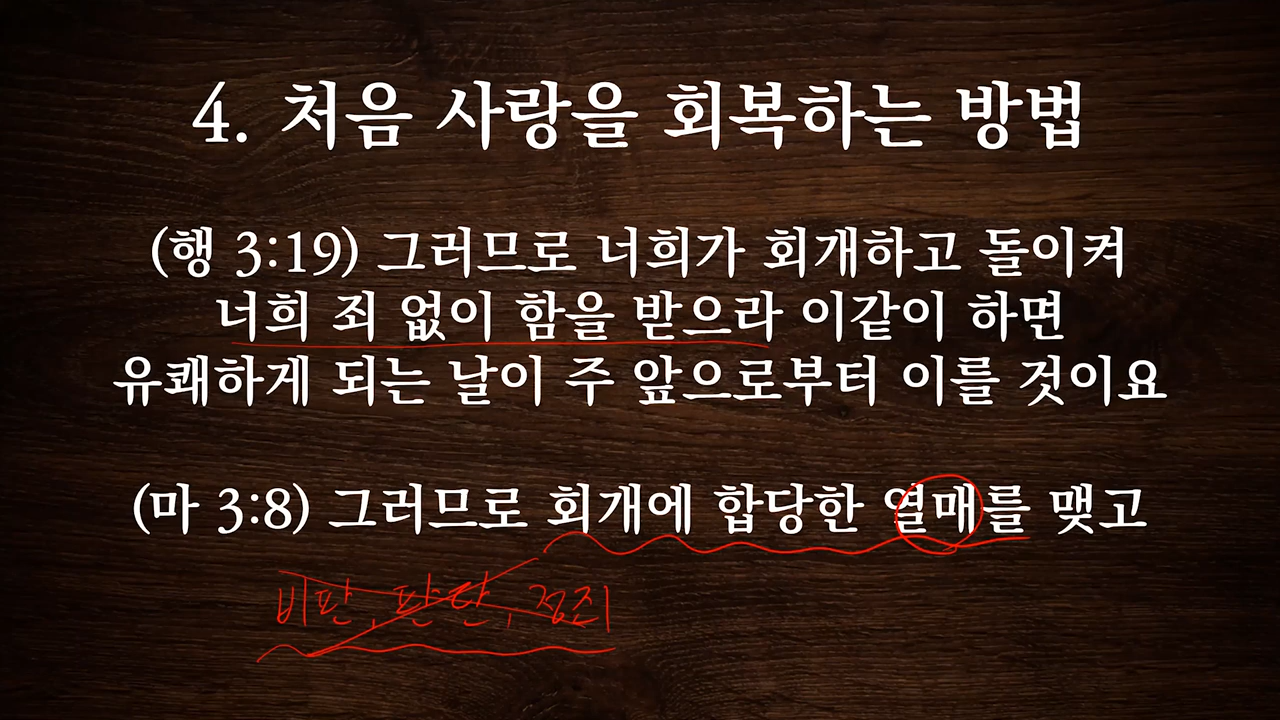 4. 처음 사랑을 회복하는 방법
(행 3:19) 그러므로 너희가 회개하고 돌이켜
너희 죄 없이 함을 받으라 이같이 하면
유쾌하게 되는 날이 주 앞으로부터 이를 것이요
(마 3:8) 그러므로 회개에 합당한 열매를 맺고
비판, 판단, 정죄